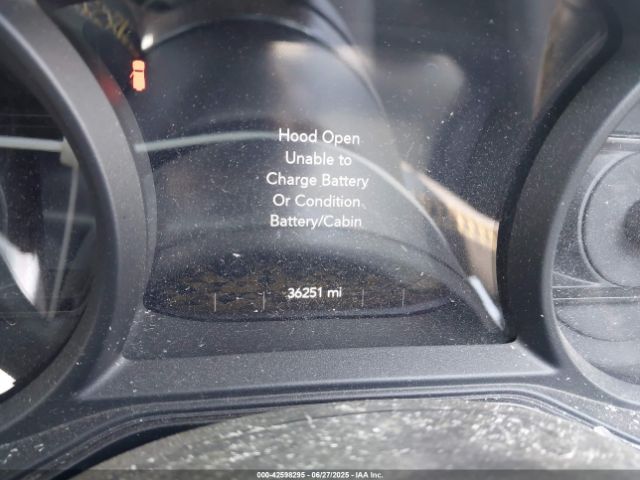 Hood Open
Unable to
Charge Battery
Or Condition
Battery/Cabin
36251 mi
000-42598295 06/27/2025 - IAA Inc.